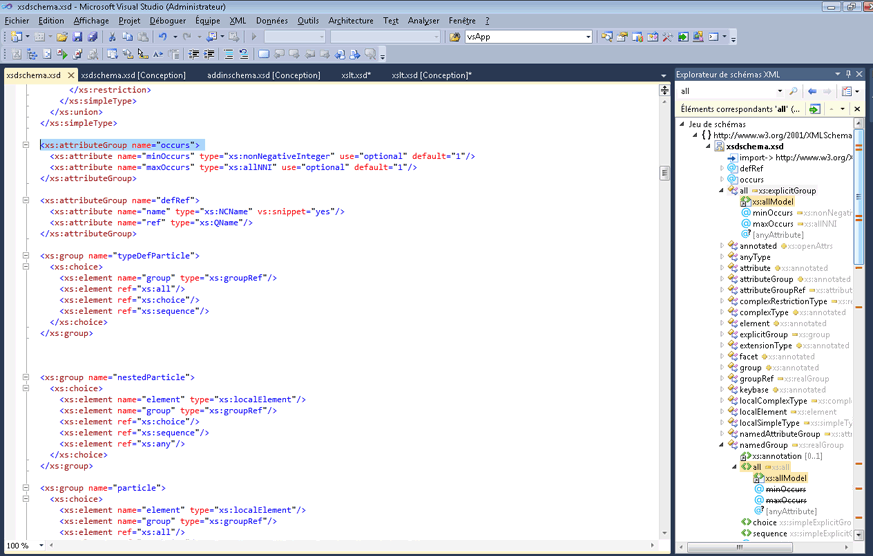 xsdschema.xsd - Microsoft Visual Studio (Administrateur)
Fichier Edition Affichage Projet Déboguer Équipe XML Données Outils Architecture Test Analyser Fenêtre ?
vsApp
xsdschema.xsd xsdschema.xsd [Conception] addinschema.xsd [Conception] xslt.xsd* xslt.xsd [Conception]*
</xs:restriction>
</xs:simpleType>
</xs:union>
</xs:simpleType>
<xs:attributeGroup name="occurs">
<xs:attribute name="minOccurs" type="xs:nonNegativeInteger" use="optional" default="1"/>
<xs:attribute name="maxOccurs" type="xs:allNNI" use="optional" default="1"/>
</xs:attributeGroup>
<xs:attributeGroup name="defRef">
<xs:attribute name="name" type="xs:NCName" vs:snippet="yes"/>
<xs:attribute name="ref" type="xs:QName"/>
</xs:attributeGroup>
<xs:group name="typeDefParticle">
<xs:choice>
<xs:element name="group" type="xs:groupRef"/>
<xs:element ref="xs:all"/>
<xs:element ref="xs:choice"/>
<xs:element ref="xs:sequence"/>
</xs:choice>
</xs:group>
<xs:group name="nestedParticle">
<xs:choice>
<xs:element name="element" type="xs:localElement"/>
<xs:element name="group" type="xs:groupRef"/>
<xs:element ref="xs:choice"/>
<xs:element ref="xs:sequence"/>
<xs:element ref="xs:any"/>
</xs:choice>
</xs:group>
<xs:group name="particle">
<xs:choice>
<xs:element name="element" type="xs:localElement"/>
<xs:element name="group" type="xs:groupRef"/>
<xs:element ref="xs:all"/>
100 %
Explorateur de schémas XML
all
Éléments correspondants 'all' (...
Jeu de schémas
{ } http://www.w3.org/2001/XMLSchema
xsdschema.xsd
import-> http://www.w3.org/X
defRef
occurs
all xs:explicitGroup
xs:allModel
minOccurs xs:nonNegati
maxOccurs xs:allNNI
[anyAttribute]
annotated xs:openAttrs
anyType
attribute xs:annotated
attributeGroup xs:annotated
attributeGroupRef xs:attribut
complexRestrictionType xs:re
complexType xs:annotated
element xs:annotated
explicitGroup xs:group
extensionType xs:annotated
facet xs:annotated
group xs:annotated
groupRef xs:realGroup
keybase xs:annotated
localComplexType xs:comple
localElement xs:element
localSimpleType xs:simpleTy
namedAttributeGroup xs:attri
namedGroup xs:realGroup
xs:annotation [0..1]
all xs:all
xs:allModel
minOccurs
maxOccurs
[anyAttribute]
choice xs:simpleExplicitGro
sequence xs:simpleExplicitG